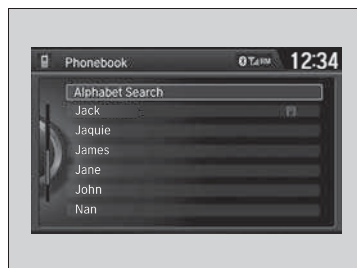 Phonebook 12:34
Alphabet Search
Jack
Jaquie
James
Jane
John
Nan